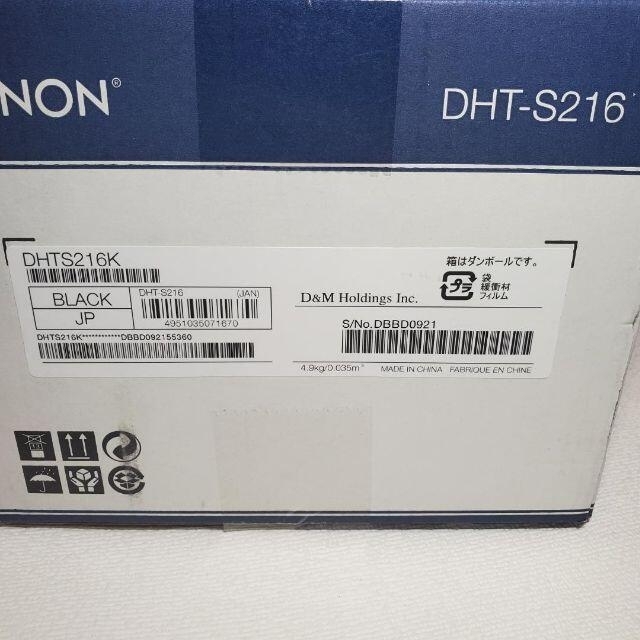 NON®
DHT-S216
DHTS216K
BLACK
JP
DHT-S216 (JAN)
4951035071670
DHTS216K***********DBBD092155360
D&M Holdings Inc.
箱はダンボールです。
プラ
袋
緩衝材
フィルム
S/No.DBBD0921
4.9kg/0.035m³
MADE IN CHINA FABRIQUE EN CHINE